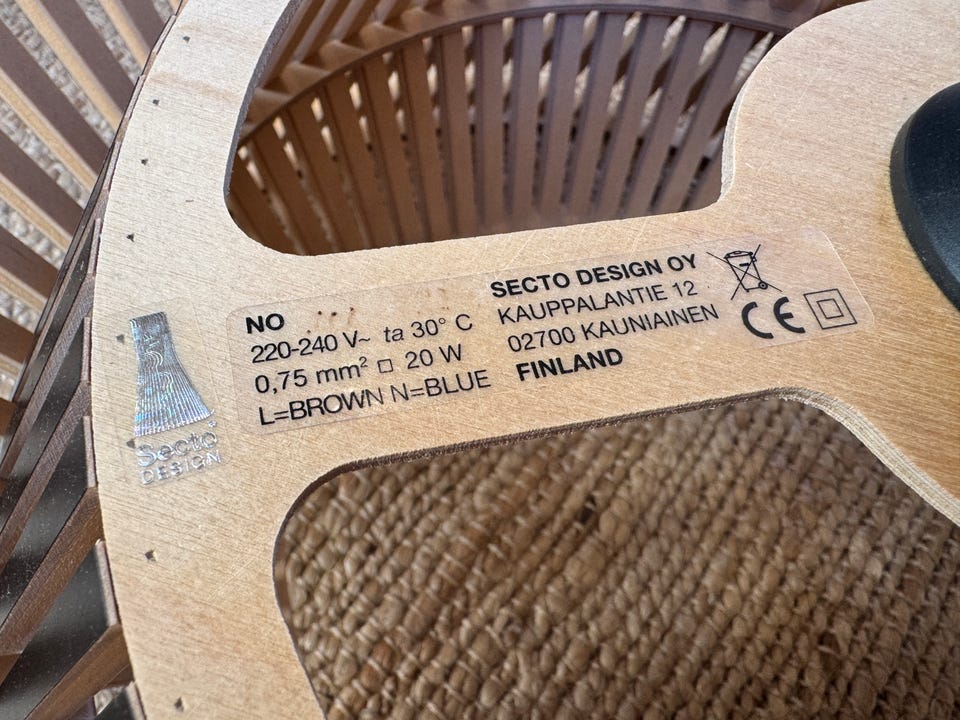 Secto
DESIGN
NO
220-240 V~ ta 30° C
0,75 mm² □ 20 W
L=BROWN N=BLUE
SECTO DESIGN OY
KAUPPALANTIE 12
02700 KAUNIAINEN
FINLAND
CE